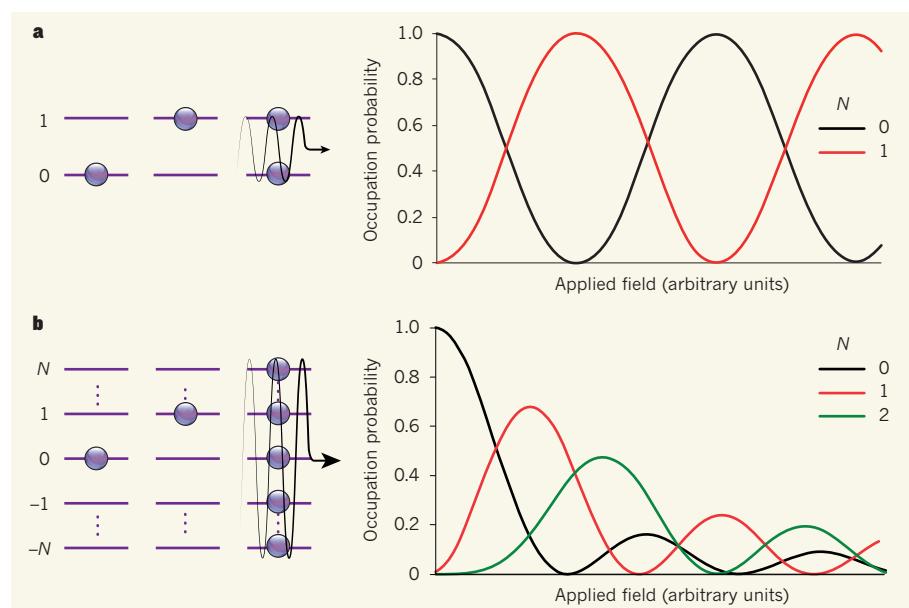 a
1
0
Occupation probability
1.0
0.8
0.6
0.4
0.2
0
N
0
1
Applied field (arbitrary units)
b
N
1
0
–1
–N
Occupation probability
1.0
0.8
0.6
0.4
0.2
0
N
0
1
2
Applied field (arbitrary units)